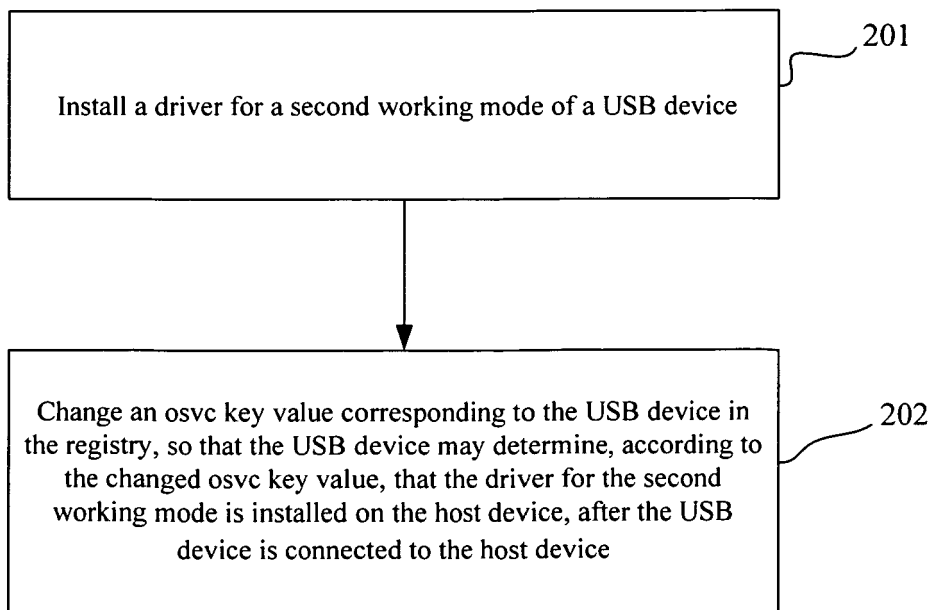 201
Install a driver for a second working mode of a USB device
Change an osvc key value corresponding to the USB device in
the registry, so that the USB device may determine, according to
the changed osvc key value, that the driver for the second
working mode is installed on the host device, after the USB
device is connected to the host device
202